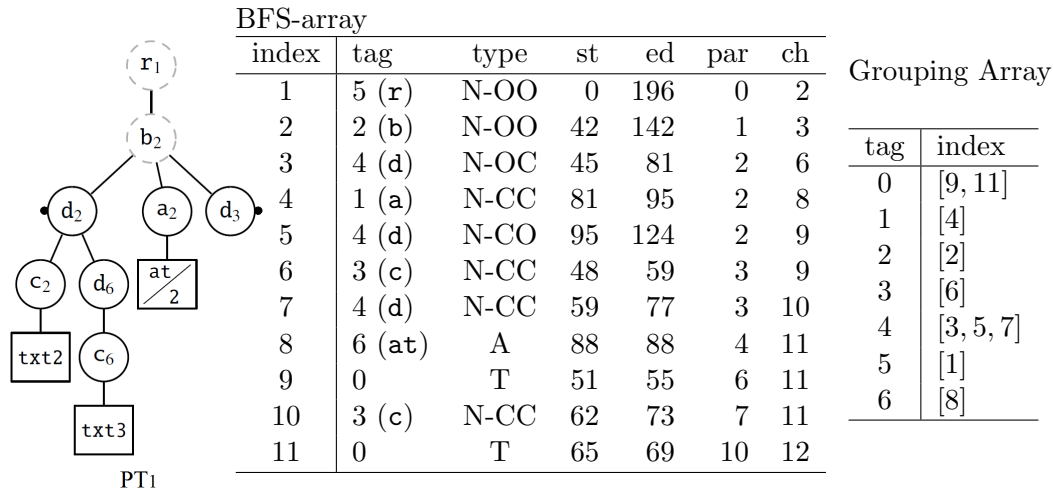 BFS-array
index tag type st ed par ch
1 5 (r) N-OO 0 196 0 2
2 2 (b) N-OO 42 142 1 3
3 4 (d) N-OC 45 81 2 6
4 1 (a) N-CC 81 95 2 8
5 4 (d) N-CO 95 124 2 9
6 3 (c) N-CC 48 59 3 9
7 4 (d) N-CC 59 77 3 10
8 6 (at) A 88 88 4 11
9 0 T 51 55 6 11
10 3 (c) N-CC 62 73 7 11
11 0 T 65 69 10 12
Grouping Array
tag index
0 [9, 11]
1 [4]
2 [2]
3 [6]
4 [3, 5, 7]
5 [1]
6 [8]
r1
b2
d2 a2 d3
c2 d6 at 2
txt2 c6
txt3
PT1